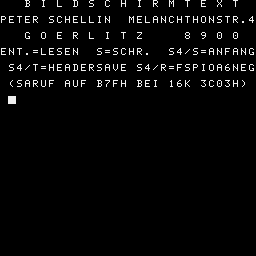 B I L D S C H I R M T E X T
PETER SCHELLIN MELANCHTHONSTR.4
G O E R L I T Z 8 9 0 0
ENT.=LESEN S=SCHR. S4/S=ANFANG
S4/T=HEADERSAVE S4/R=FSPIOA6NEG
(SARUF AUF B7FH BEI 16K 3C03H)